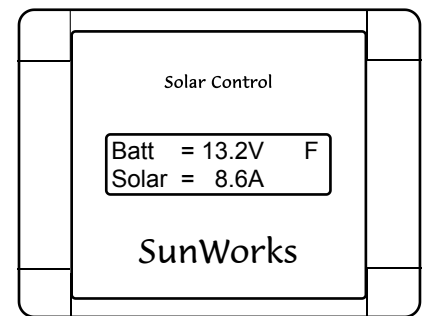 Solar Control
Batt = 13.2V F
Solar = 8.6A
SunWorks